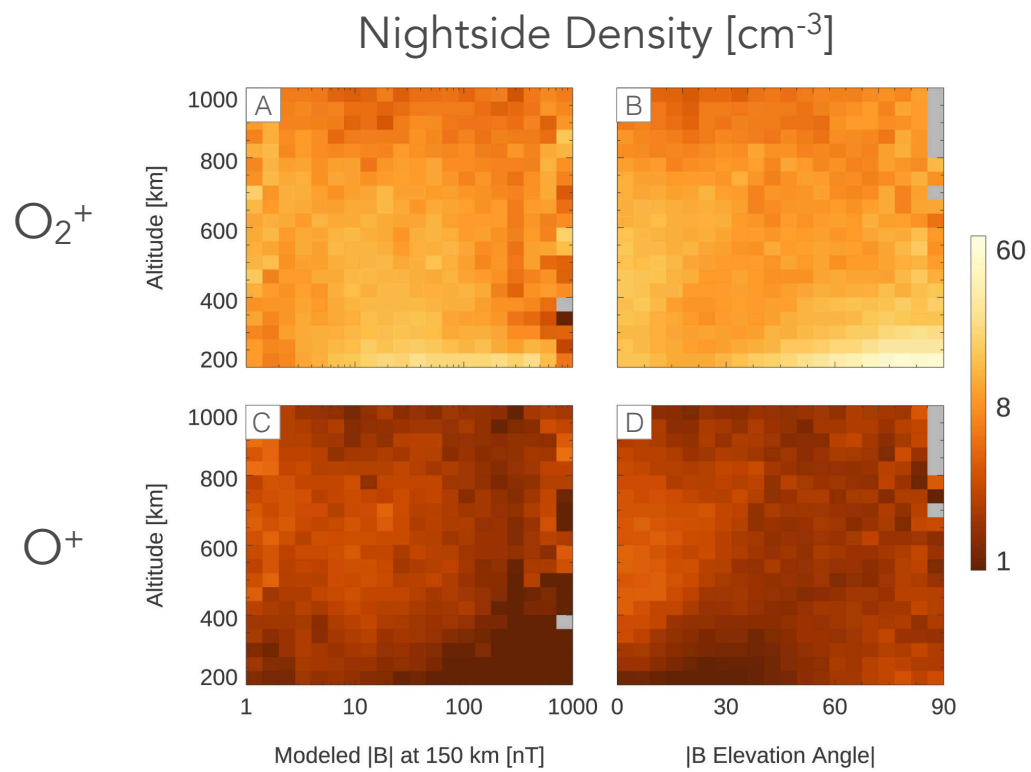 Nightside Density [cm-3]
A
B
1000
800
600
400
200
Altitude [km]
O2+
60
8
1
C
D
1000
800
600
400
200
Altitude [km]
O+
1
10
100
1000
0
30
60
90
Modeled |B| at 150 km [nT]
|B Elevation Angle|